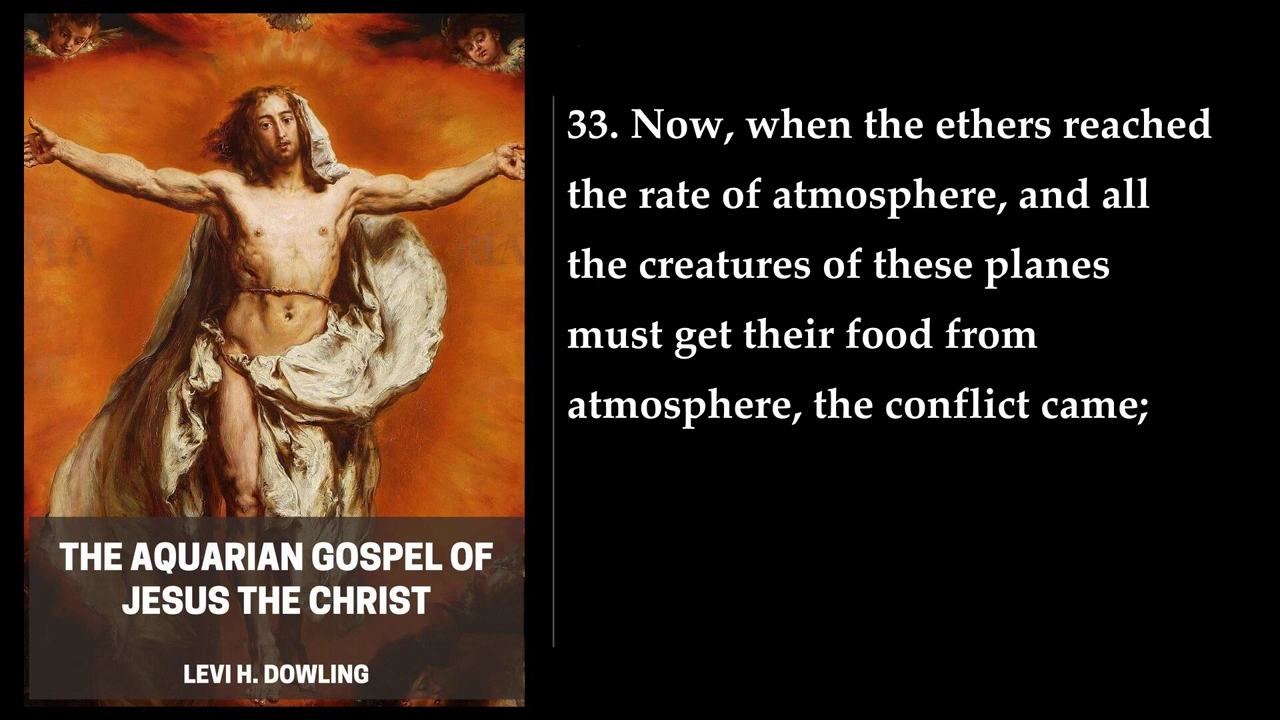 33. Now, when the ethers reached
the rate of atmosphere, and all
the creatures of these planes
must get their food from
atmosphere, the conflict came;
THE AQUARIAN GOSPEL OF
JESUS THE CHRIST
LEVI H. DOWLING